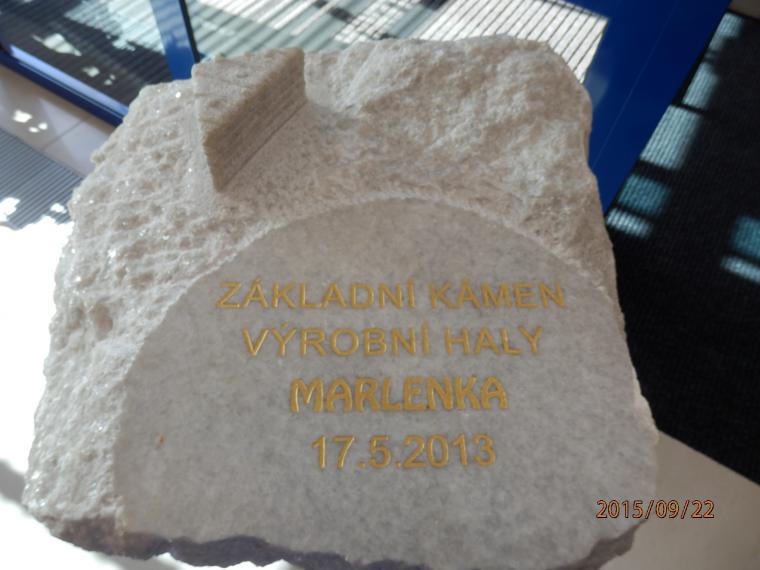 ZÁKLADNÍ KÁMEN
VÝROBNÍ HALY
MARLENKA
17.5.2013
2015/09/22